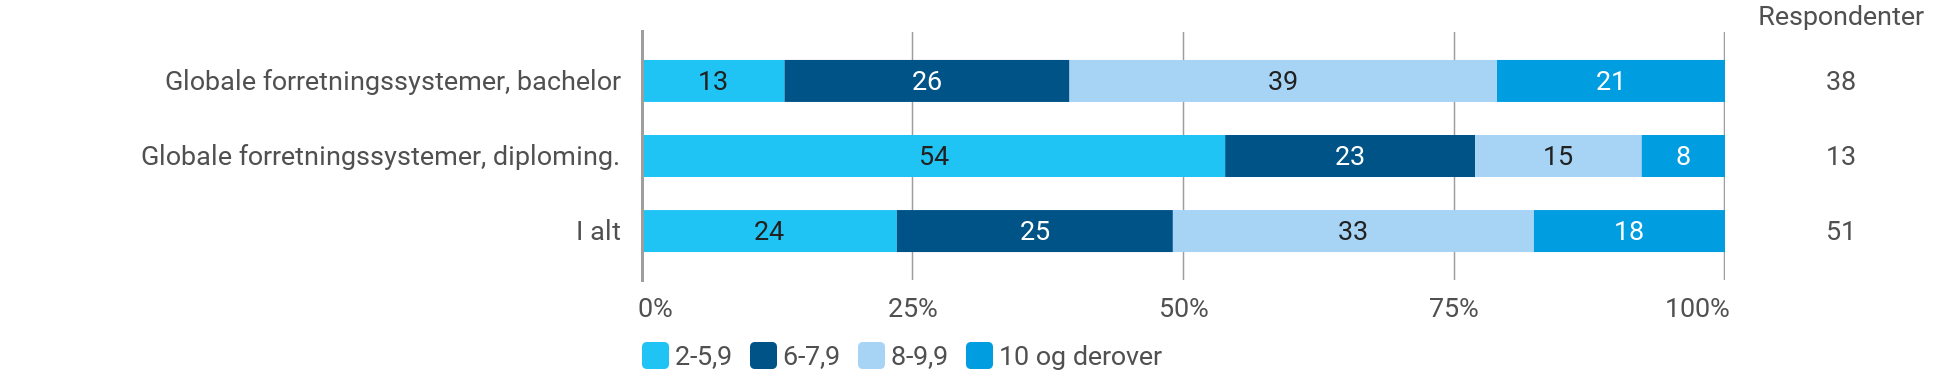 Respondenter
Globale forretningssystemer, bachelor 13 26 39 21 38
Globale forretningssystemer, diploming. 54 23 15 8 13
I alt 24 25 33 18 51
0% 25% 50% 75% 100%
2-5,9 6-7,9 8-9,9 10 og derover